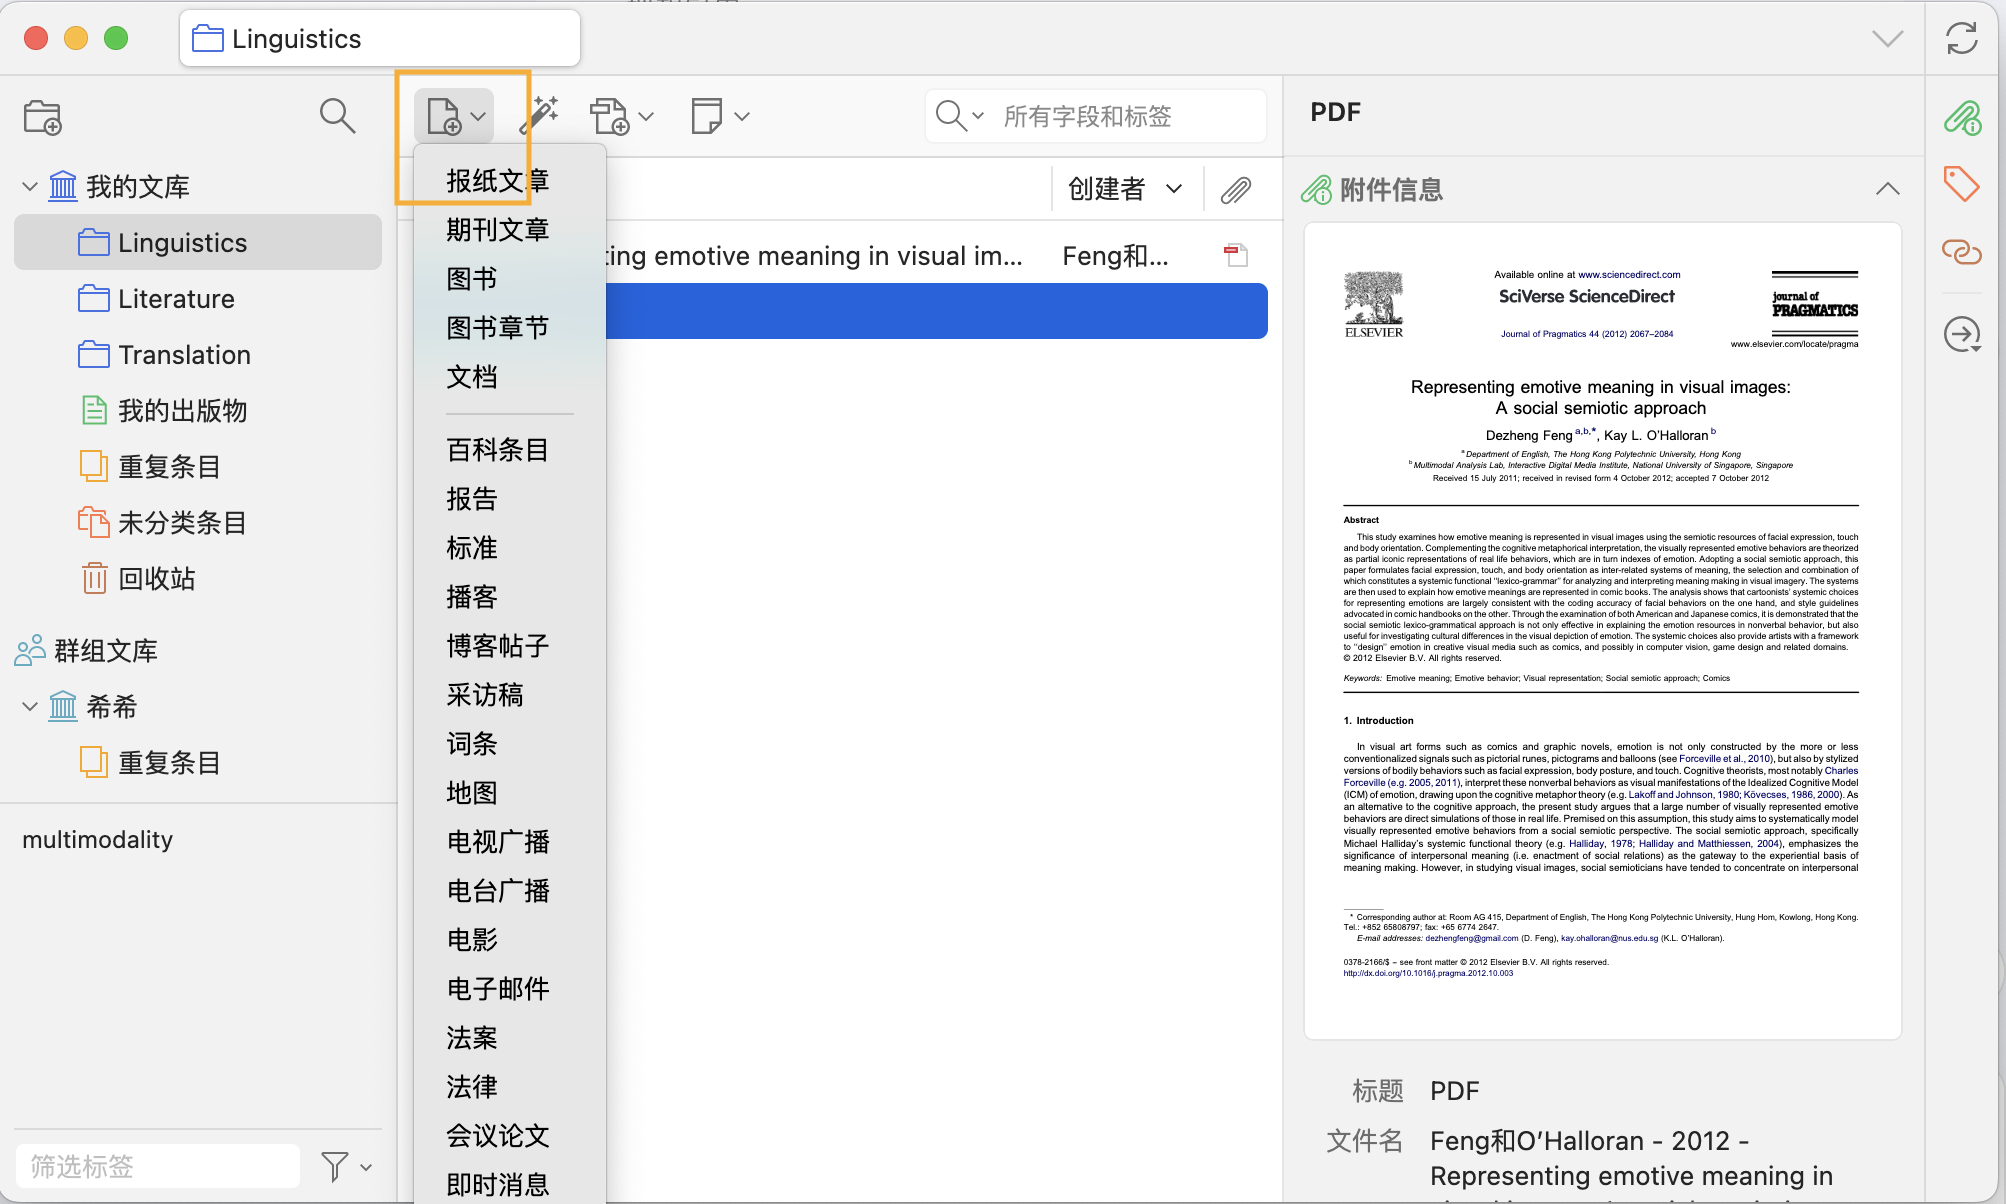 Linguistics
我的文库
Linguistics
Literature
Translation
我的出版物
重复条目
未分类条目
回收站
群组文库
希希
重复条目
multimodality
筛选标签
所有字段和标签
创建者
ting emotive meaning in visual im...
Feng和...
报纸文章
期刊文章
图书
图书章节
文档
百科条目
报告
标准
播客
博客帖子
采访稿
词条
地图
电视广播
电台广播
电影
电子邮件
法案
法律
会议论文
即时消息
PDF
附件信息
Available online at www.sciencedirect.com
SciVerse ScienceDirect
Journal of Pragmatics 44 (2012) 2067–2084
ELSEVIER
journal of
PRAGMATICS
www.elsevier.com/locate/pragma
Representing emotive meaning in visual images:
A social semiotic approach
Dezheng Feng a,b,*, Kay L. O'Halloran b
a Department of English, The Hong Kong Polytechnic University, Hong Kong
b Multimodal Analysis Lab, Interactive Digital Media Institute, National University of Singapore, Singapore
Received 15 July 2011; received in revised form 4 October 2012; accepted 7 October 2012
Abstract
This study examines how emotive meaning is represented in visual images using the semiotic resources of facial expression, touch
and body orientation. Complementing the cognitive metaphorical interpretation, the visually represented emotive behaviors are theorized
as partial iconic representations of real life behaviors, which are in turn indexes of emotion. Adopting a social semiotic approach, this
paper formulates facial expression, touch, and body orientation as inter-related systems of meaning, the selection and combination of
which constitutes a systemic functional "lexico-grammar" for analyzing and interpreting meaning making in visual imagery. The systems
are then used to explain how emotive meanings are represented in comic books. The analysis shows that cartoonists' systemic choices
for representing emotions are largely consistent with the coding accuracy of facial behaviors on the one hand, and style guidelines
advocated in comic handbooks on the other. Through the examination of both American and Japanese comics, it is demonstrated that the
social semiotic lexico-grammatical approach is not only effective in explaining the emotion resources in nonverbal behavior, but also
useful for investigating cultural differences in the visual depiction of emotion. The systemic choices also provide artists with a framework
to "design" emotion in creative visual media such as comics, and possibly in computer vision, game design and related domains.
© 2012 Elsevier B.V. All rights reserved.
Keywords: Emotive meaning; Emotive behavior; Visual representation; Social semiotic approach; Comics
1. Introduction
In visual art forms such as comics and graphic novels, emotion is not only constructed by the more or less
conventionalized signals such as pictorial runes, pictograms and balloons (see Forceville et al., 2010), but also by stylized
versions of bodily behaviors such as facial expression, body posture, and touch. Cognitive theorists, most notably Charles
Forceville (e.g. 2005, 2011), interpret these nonverbal behaviors as visual manifestations of the Idealized Cognitive Model
(ICM) of emotion, drawing upon the cognitive metaphor theory (e.g. Lakoff and Johnson, 1980; Kövecses, 1986, 2000). As
an alternative to the cognitive approach, the present study argues that a large number of visually represented emotive
behaviors are direct simulations of those in real life. Premised on this assumption, this study aims to systematically model
visually represented emotive behaviors from a social semiotic perspective. The social semiotic approach, specifically
Michael Halliday's systemic functional theory (e.g. Halliday, 1978; Halliday and Matthiessen, 2004), emphasizes the
significance of interpersonal meaning (i.e. enactment of social relations) as the gateway to the experiential basis of
meaning making. However, in studying visual images, social semioticians have tended to concentrate on interpersonal
* Corresponding author at: Room AG 415, Department of English, The Hong Kong Polytechnic University, Hung Hom, Kowlong, Hong Kong.
Tel.: +852 65808797; fax: +65 6774 2647.
E-mail addresses: dezhengfeng@gmail.com (D. Feng), kay.ohalloran@nus.edu.sg (K.L. O'Halloran).
0378-2166/$ – see front matter © 2012 Elsevier B.V. All rights reserved.
http://dx.doi.org/10.1016/j.pragma.2012.10.003
标题 PDF
文件名 Feng和O'Halloran - 2012 -
Representing emotive meaning in